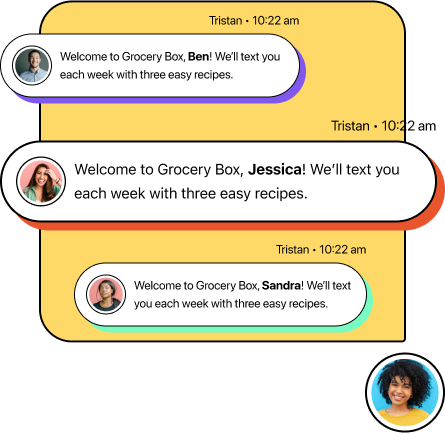 Tristan • 10:22 am
Welcome to Grocery Box, Ben! We’ll text you
each week with three easy recipes.
Tristan • 10:22 am
Welcome to Grocery Box, Jessica! We’ll text you
each week with three easy recipes.
Tristan • 10:22 am
Welcome to Grocery Box, Sandra! We’ll text
you each week with three easy recipes.